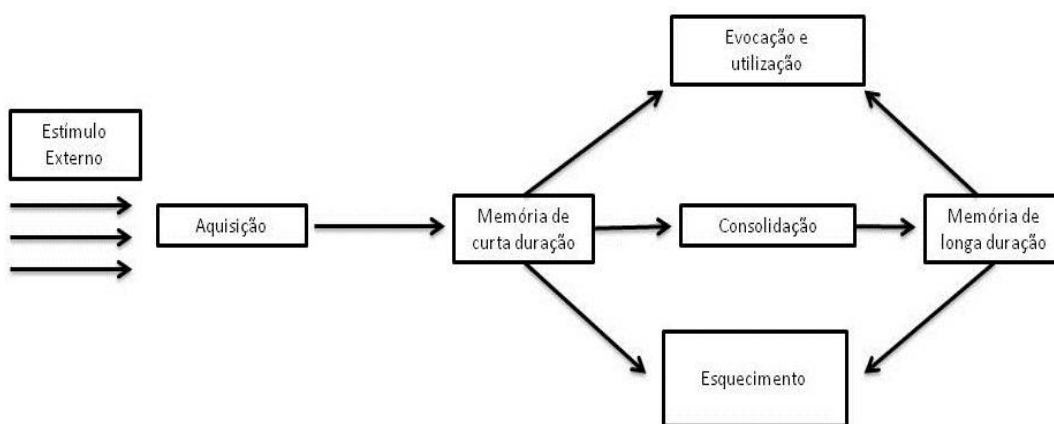 Evocação e
utilização
Estímulo
Externo
Aquisição
Memória de
curta duração
Consolidação
Memória de
longa duração
Esquecimento